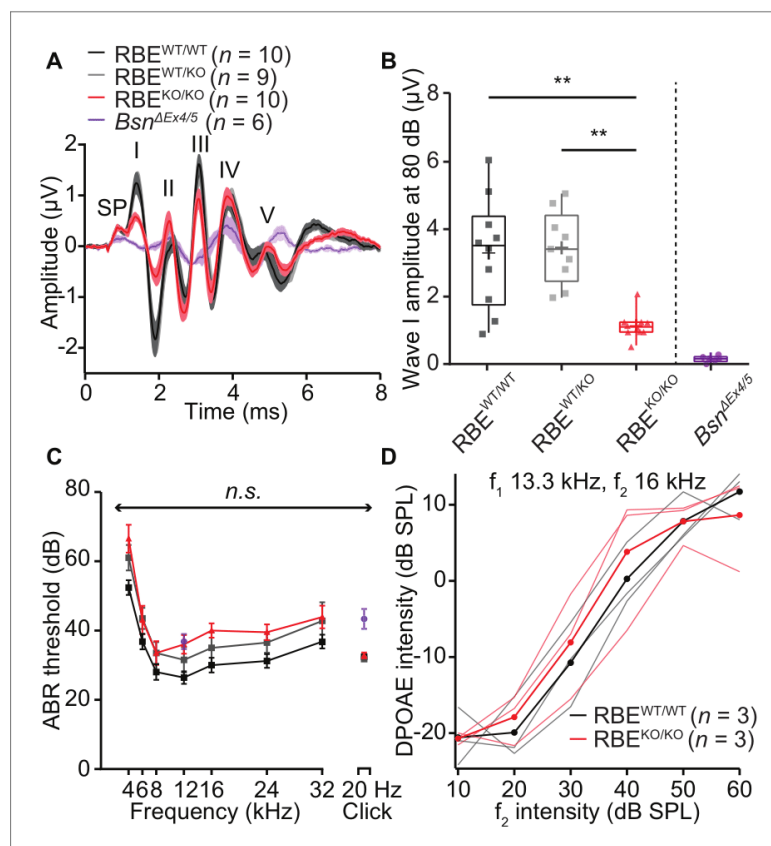 A
RBE^WT/WT (n = 10)
RBE^WT/KO (n = 9)
RBE^KO/KO (n = 10)
Bsn^ΔEx4/5 (n = 6)
Amplitude (µV)
2
1
0
-1
-2
SP
I
II
III
IV
V
0 2 4 6 8
Time (ms)
B
Wave I amplitude at 80 dB (µV)
8
6
4
2
0
**
**
RBE^WT/WT
RBE^WT/KO
RBE^KO/KO
Bsn^ΔEx4/5
C
n.s.
ABR threshold (dB)
80
60
40
20
0
4 6 8 12 16 24 32 20 Hz
Frequency (kHz) Click
D
f₁ 13.3 kHz, f₂ 16 kHz
DPOAE intensity (dB SPL)
10
0
-10
-20
RBE^WT/WT (n = 3)
RBE^KO/KO (n = 3)
10 20 30 40 50 60
f₂ intensity (dB SPL)